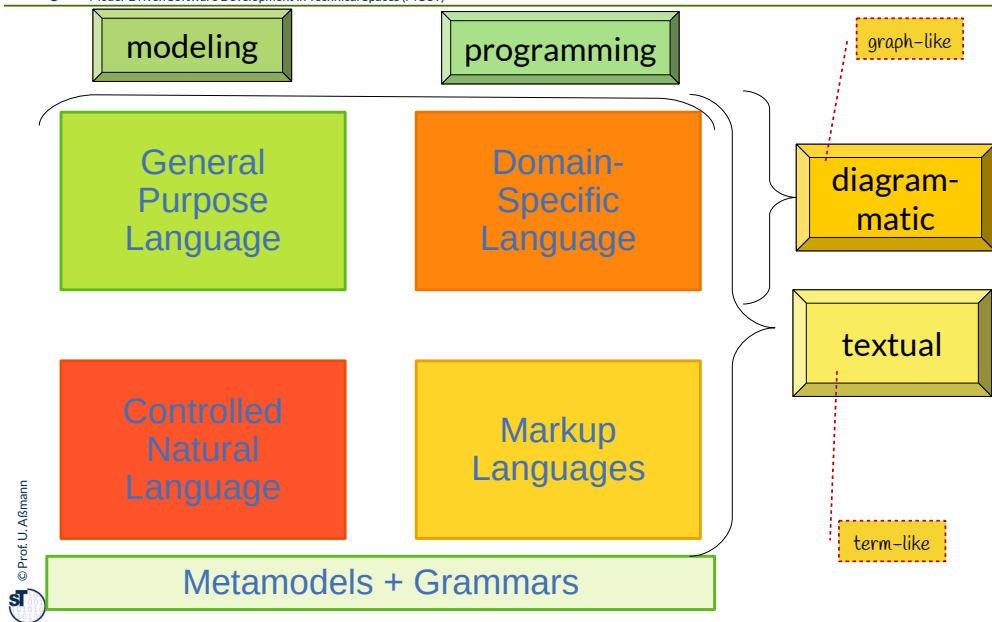 modeling
programming
graph-like
General
Purpose
Language
Domain-
Specific
Language
diagram-
matic
textual
Controlled
Natural
Language
Markup
Languages
term-like
Metamodels + Grammars
© Prof. U. Aßmann
ST